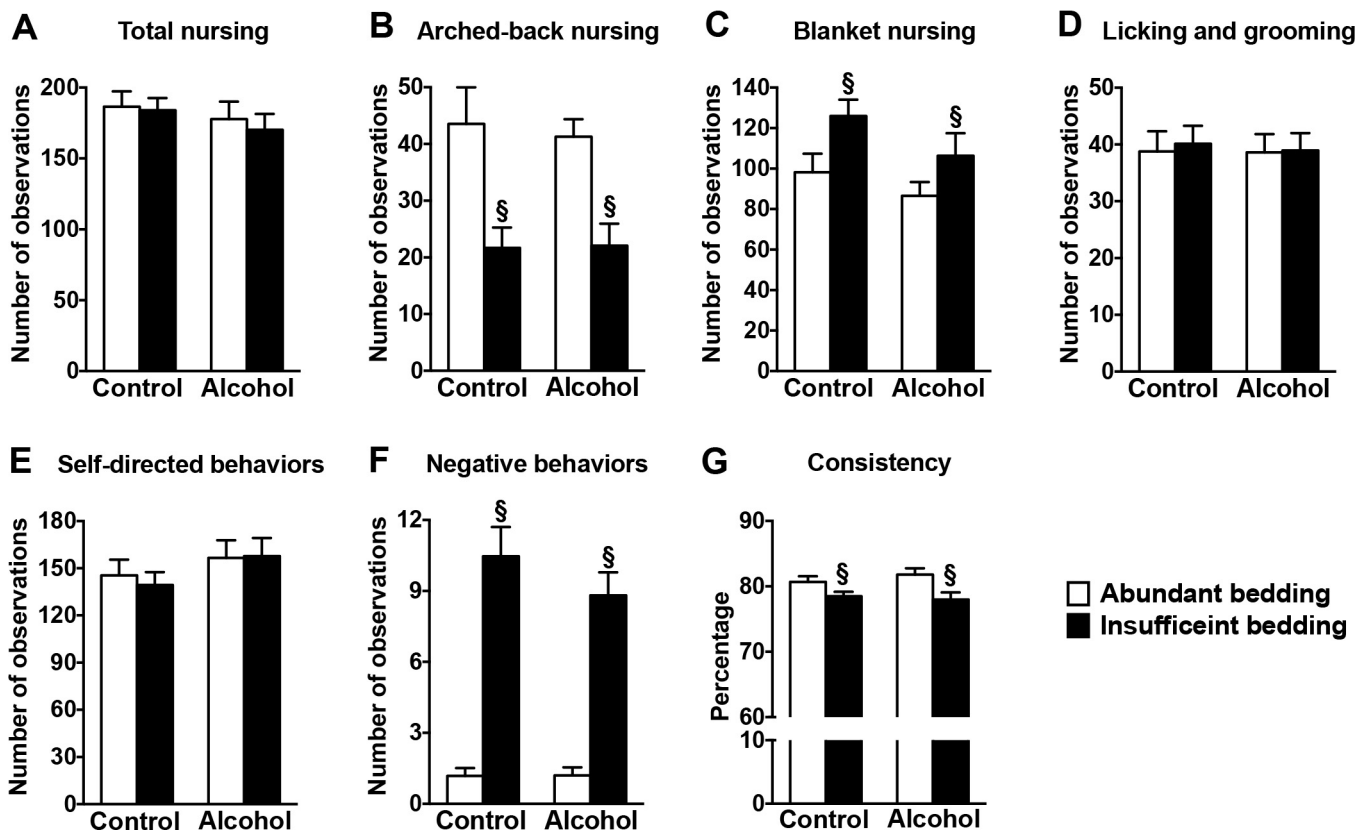 A Total nursing
Number of observations
200
150
100
50
0
Control Alcohol
B Arched-back nursing
Number of observations
50
40
30
20
10
0
§ §
Control Alcohol
C Blanket nursing
Number of observations
140
120
100
80
60
40
20
0
§ §
Control Alcohol
D Licking and grooming
Number of observations
50
40
30
20
10
0
Control Alcohol
E Self-directed behaviors
Number of observations
180
150
120
90
60
30
0
Control Alcohol
F Negative behaviors
Number of observations
12
9
6
3
0
§ §
Control Alcohol
G Consistency
Percentage
90
80
70
60
10
0
§ §
Control Alcohol
Abundant bedding
Insufficeint bedding